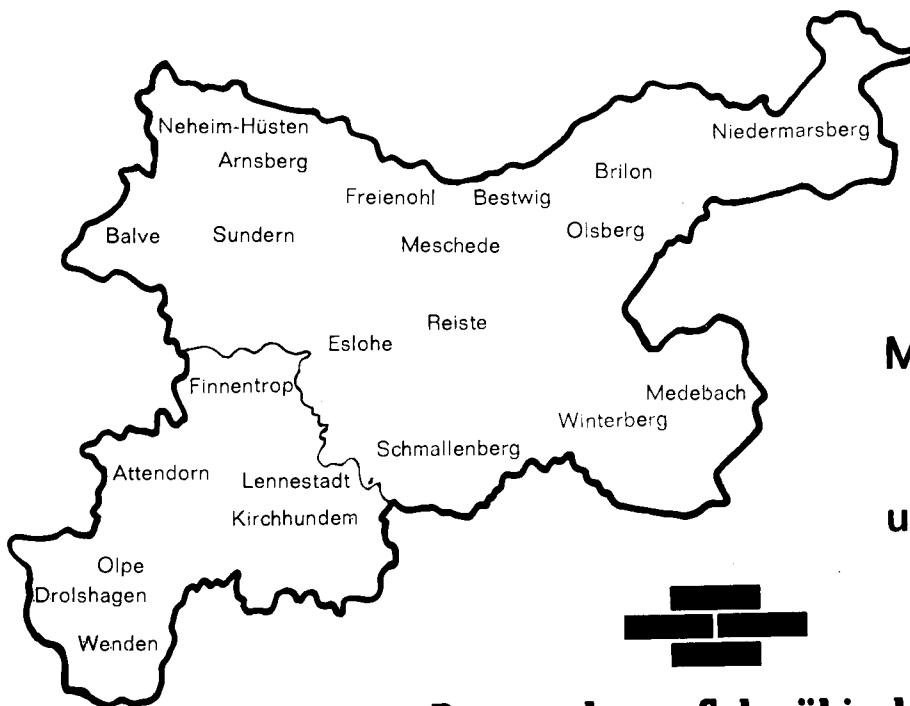 Neheim-Hüsten
Arnsberg
Niedermarsberg
Brilon
Freienohl
Bestwig
Balve
Sundern
Meschede
Olsberg
Reiste
Eslohe
Finnentrop
Medebach
Winterberg
Schmallenberg
Attendorn
Lennestadt
Kirchhundem
Olpe
Drolshagen
Wenden
M
u